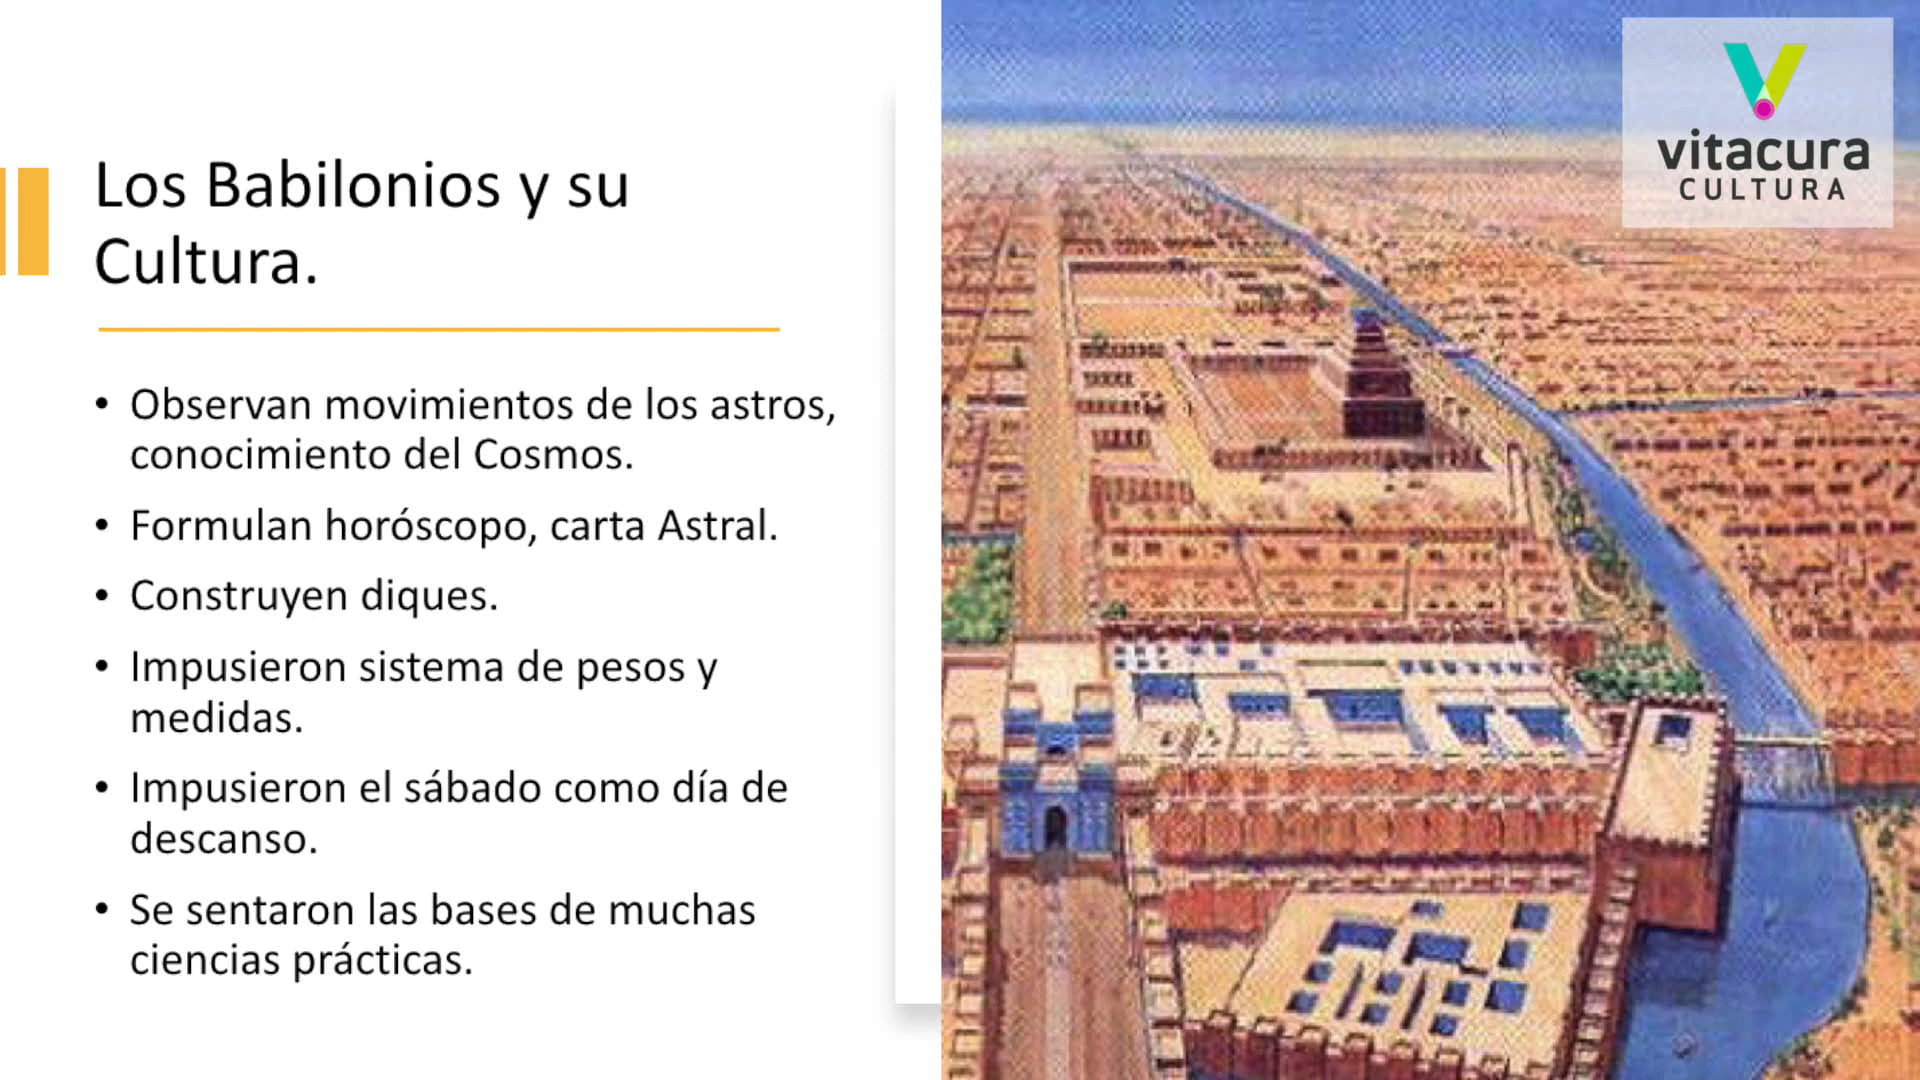 Los Babilonios y su
Cultura.
• Observan movimientos de los astros,
conocimiento del Cosmos.
• Formulan horóscopo, carta Astral.
• Construyen diques.
• Impusieron sistema de pesos y
medidas.
• Impusieron el sábado como día de
descanso.
• Se sentaron las bases de muchas
ciencias prácticas.
vitacura
CULTURA